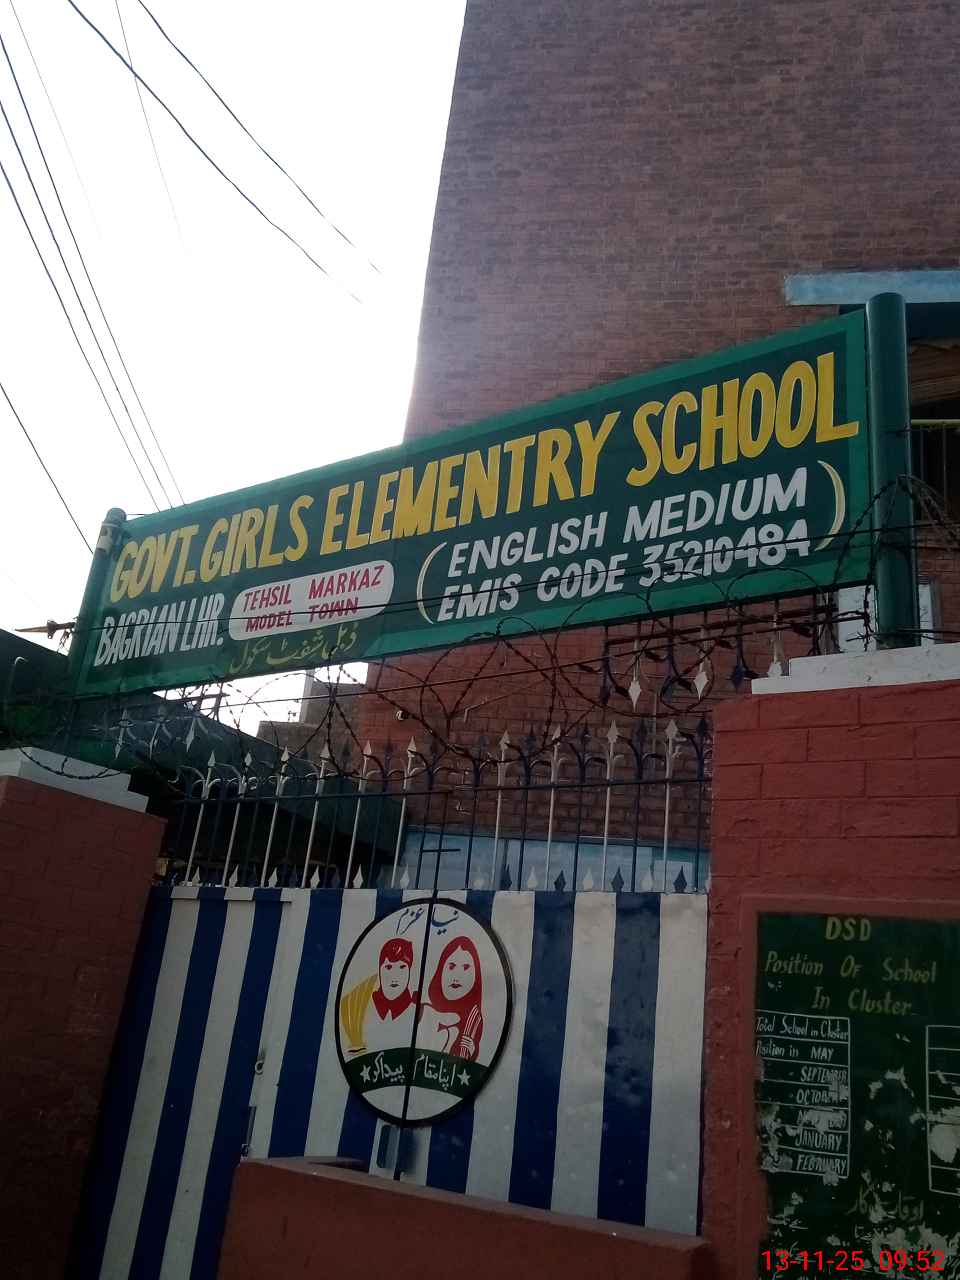 GOVT. GIRLS ELEMENTRY SCHOOL
BAGRIAN LHR.
TEHSIL MARKAZ
MODEL TOWN
ڈبل شفٹ سکول
(ENGLISH MEDIUM
EMIS CODE 35210484)
نیا عزم
اپنا مقام پیدا کر
DSD
Position Of School
In Cluster
Total School in Cluster
Position in MAY
SEPTEMBER
OCTOBER
JANUARY
FEBRUARY
13-11-25 09:52